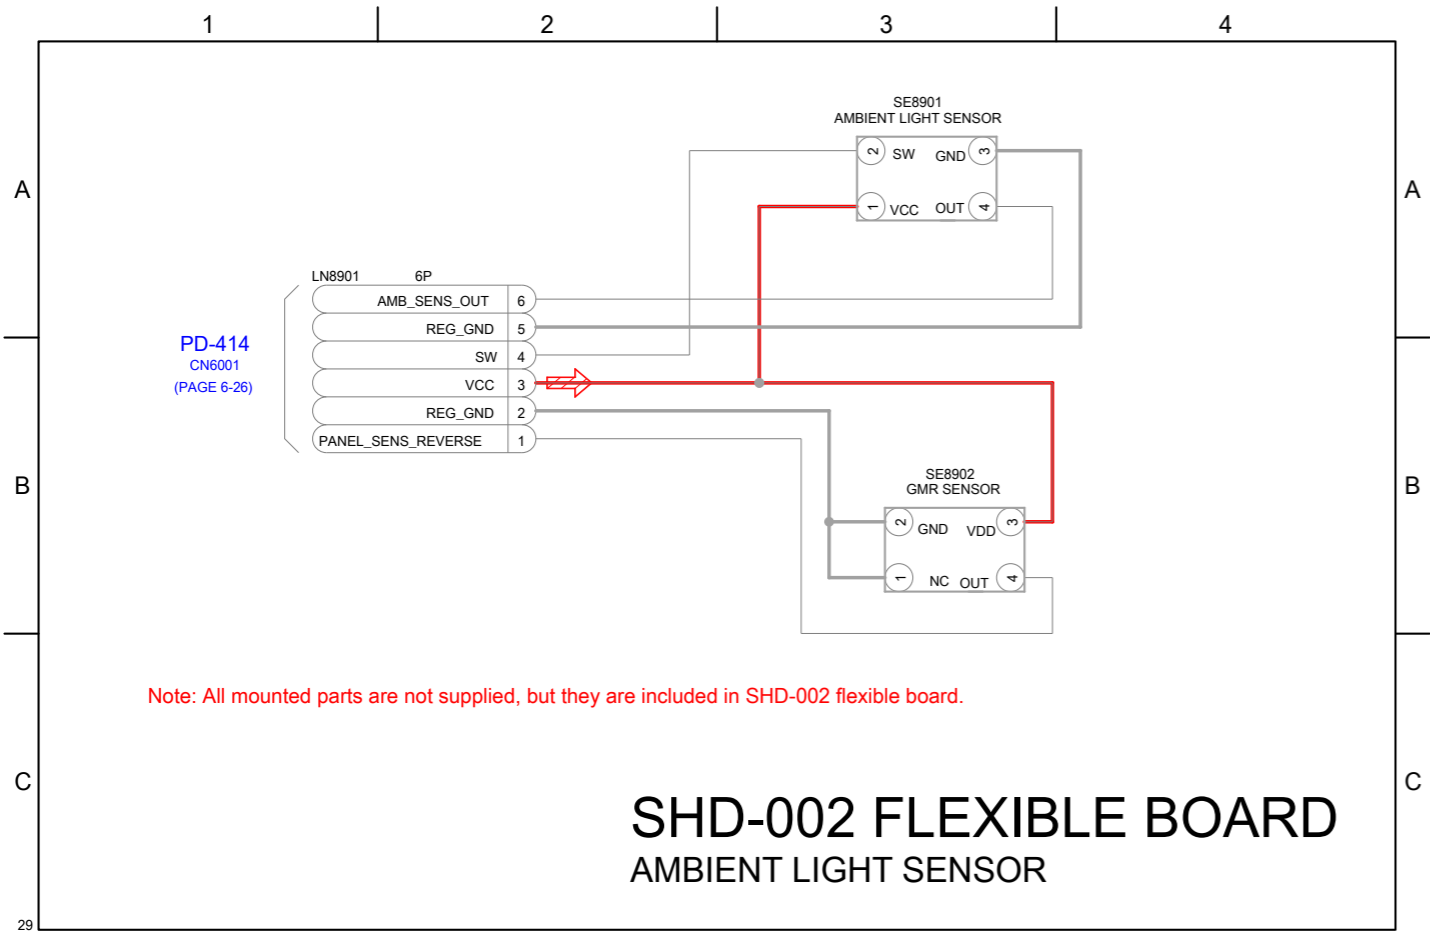 1 2 3 4
A A
SE8901
AMBIENT LIGHT SENSOR
2 SW GND 3
1 VCC OUT 4
LN8901 6P
AMB_SENS_OUT 6
REG_GND 5
SW 4
VCC 3
REG_GND 2
PANEL_SENS_REVERSE 1
PD-414
CN6001
(PAGE 6-26)
B B
SE8902
GMR SENSOR
2 GND VDD 3
1 NC OUT 4
Note: All mounted parts are not supplied, but they are included in SHD-002 flexible board.
C C
SHD-002 FLEXIBLE BOARD
AMBIENT LIGHT SENSOR
29